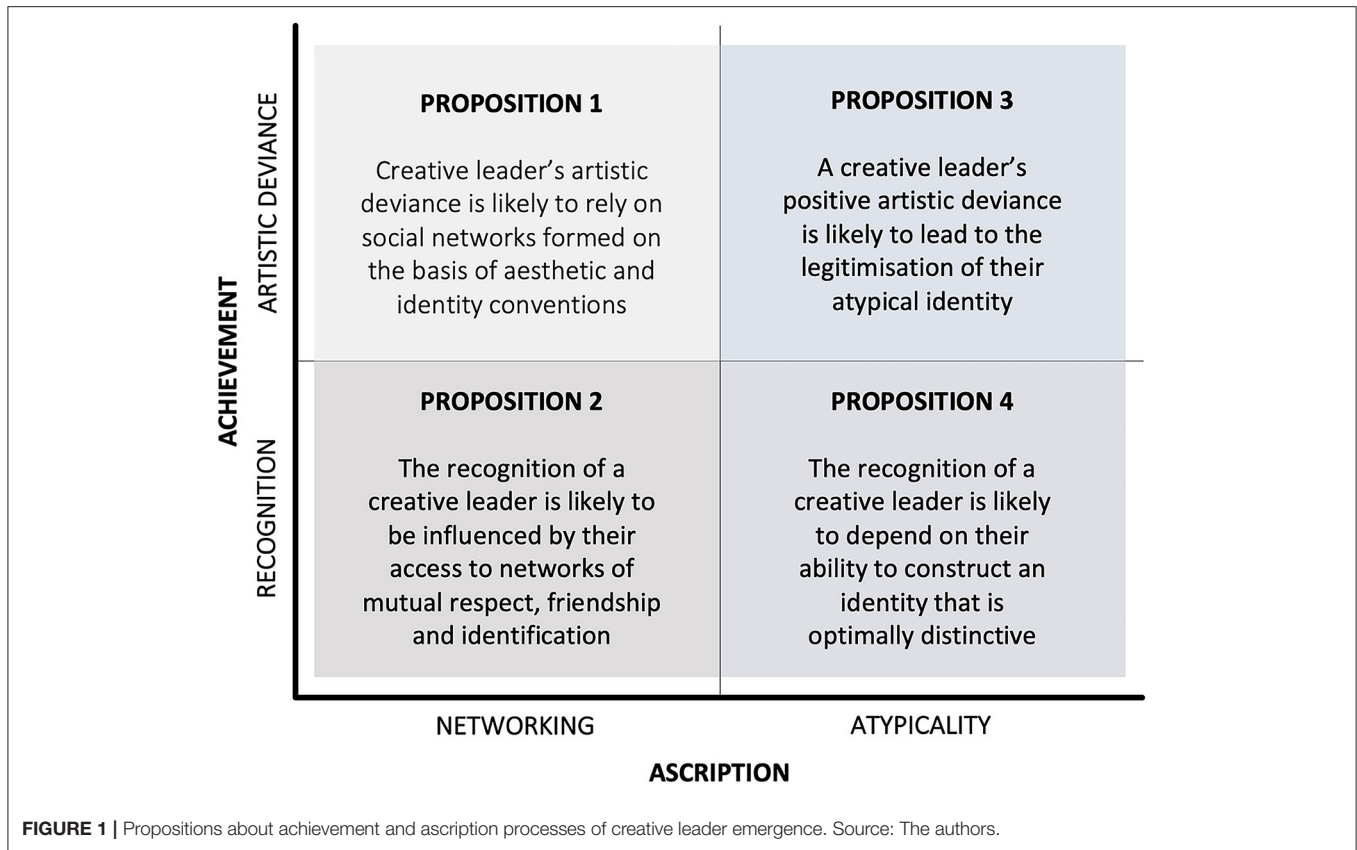 ACHIEVEMENT
ARTISTIC DEVIANCE
RECOGNITION
PROPOSITION 1
Creative leader’s artistic
deviance is likely to rely on
social networks formed on
the basis of aesthetic and
identity conventions
PROPOSITION 3
A creative leader’s
positive artistic deviance
is likely to lead to the
legitimisation of their
atypical identity
PROPOSITION 2
The recognition of a
creative leader is likely to
be influenced by their
access to networks of
mutual respect, friendship
and identification
PROPOSITION 4
The recognition of a
creative leader is likely
to depend on their
ability to construct an
identity that is
optimally distinctive
NETWORKING
ATYPICALITY
ASCRIPTION
FIGURE 1 | Propositions about achievement and ascription processes of creative leader emergence. Source: The authors.